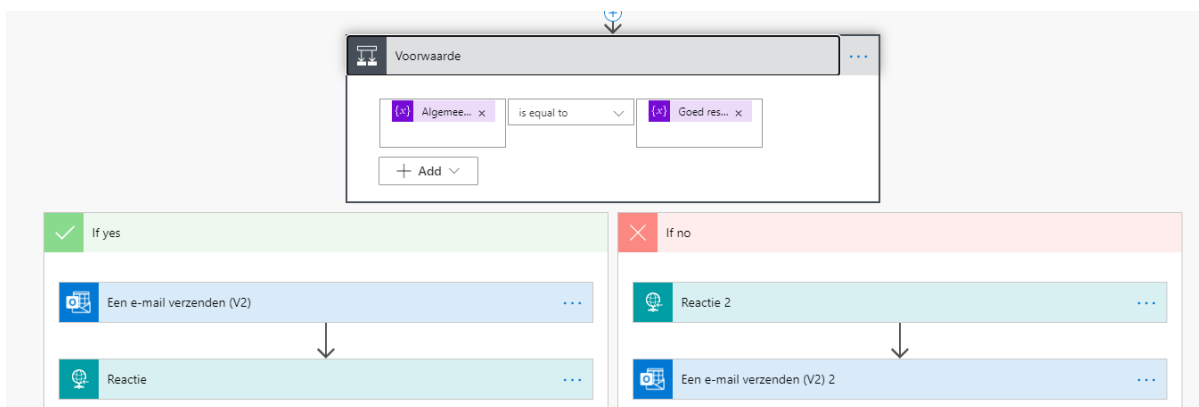 Voorwaarde
{x} Algemee... x
is equal to
{x} Goed res... x
+ Add
If yes
If no
Een e-mail verzenden (V2)
Reactie 2
Reactie
Een e-mail verzenden (V2) 2